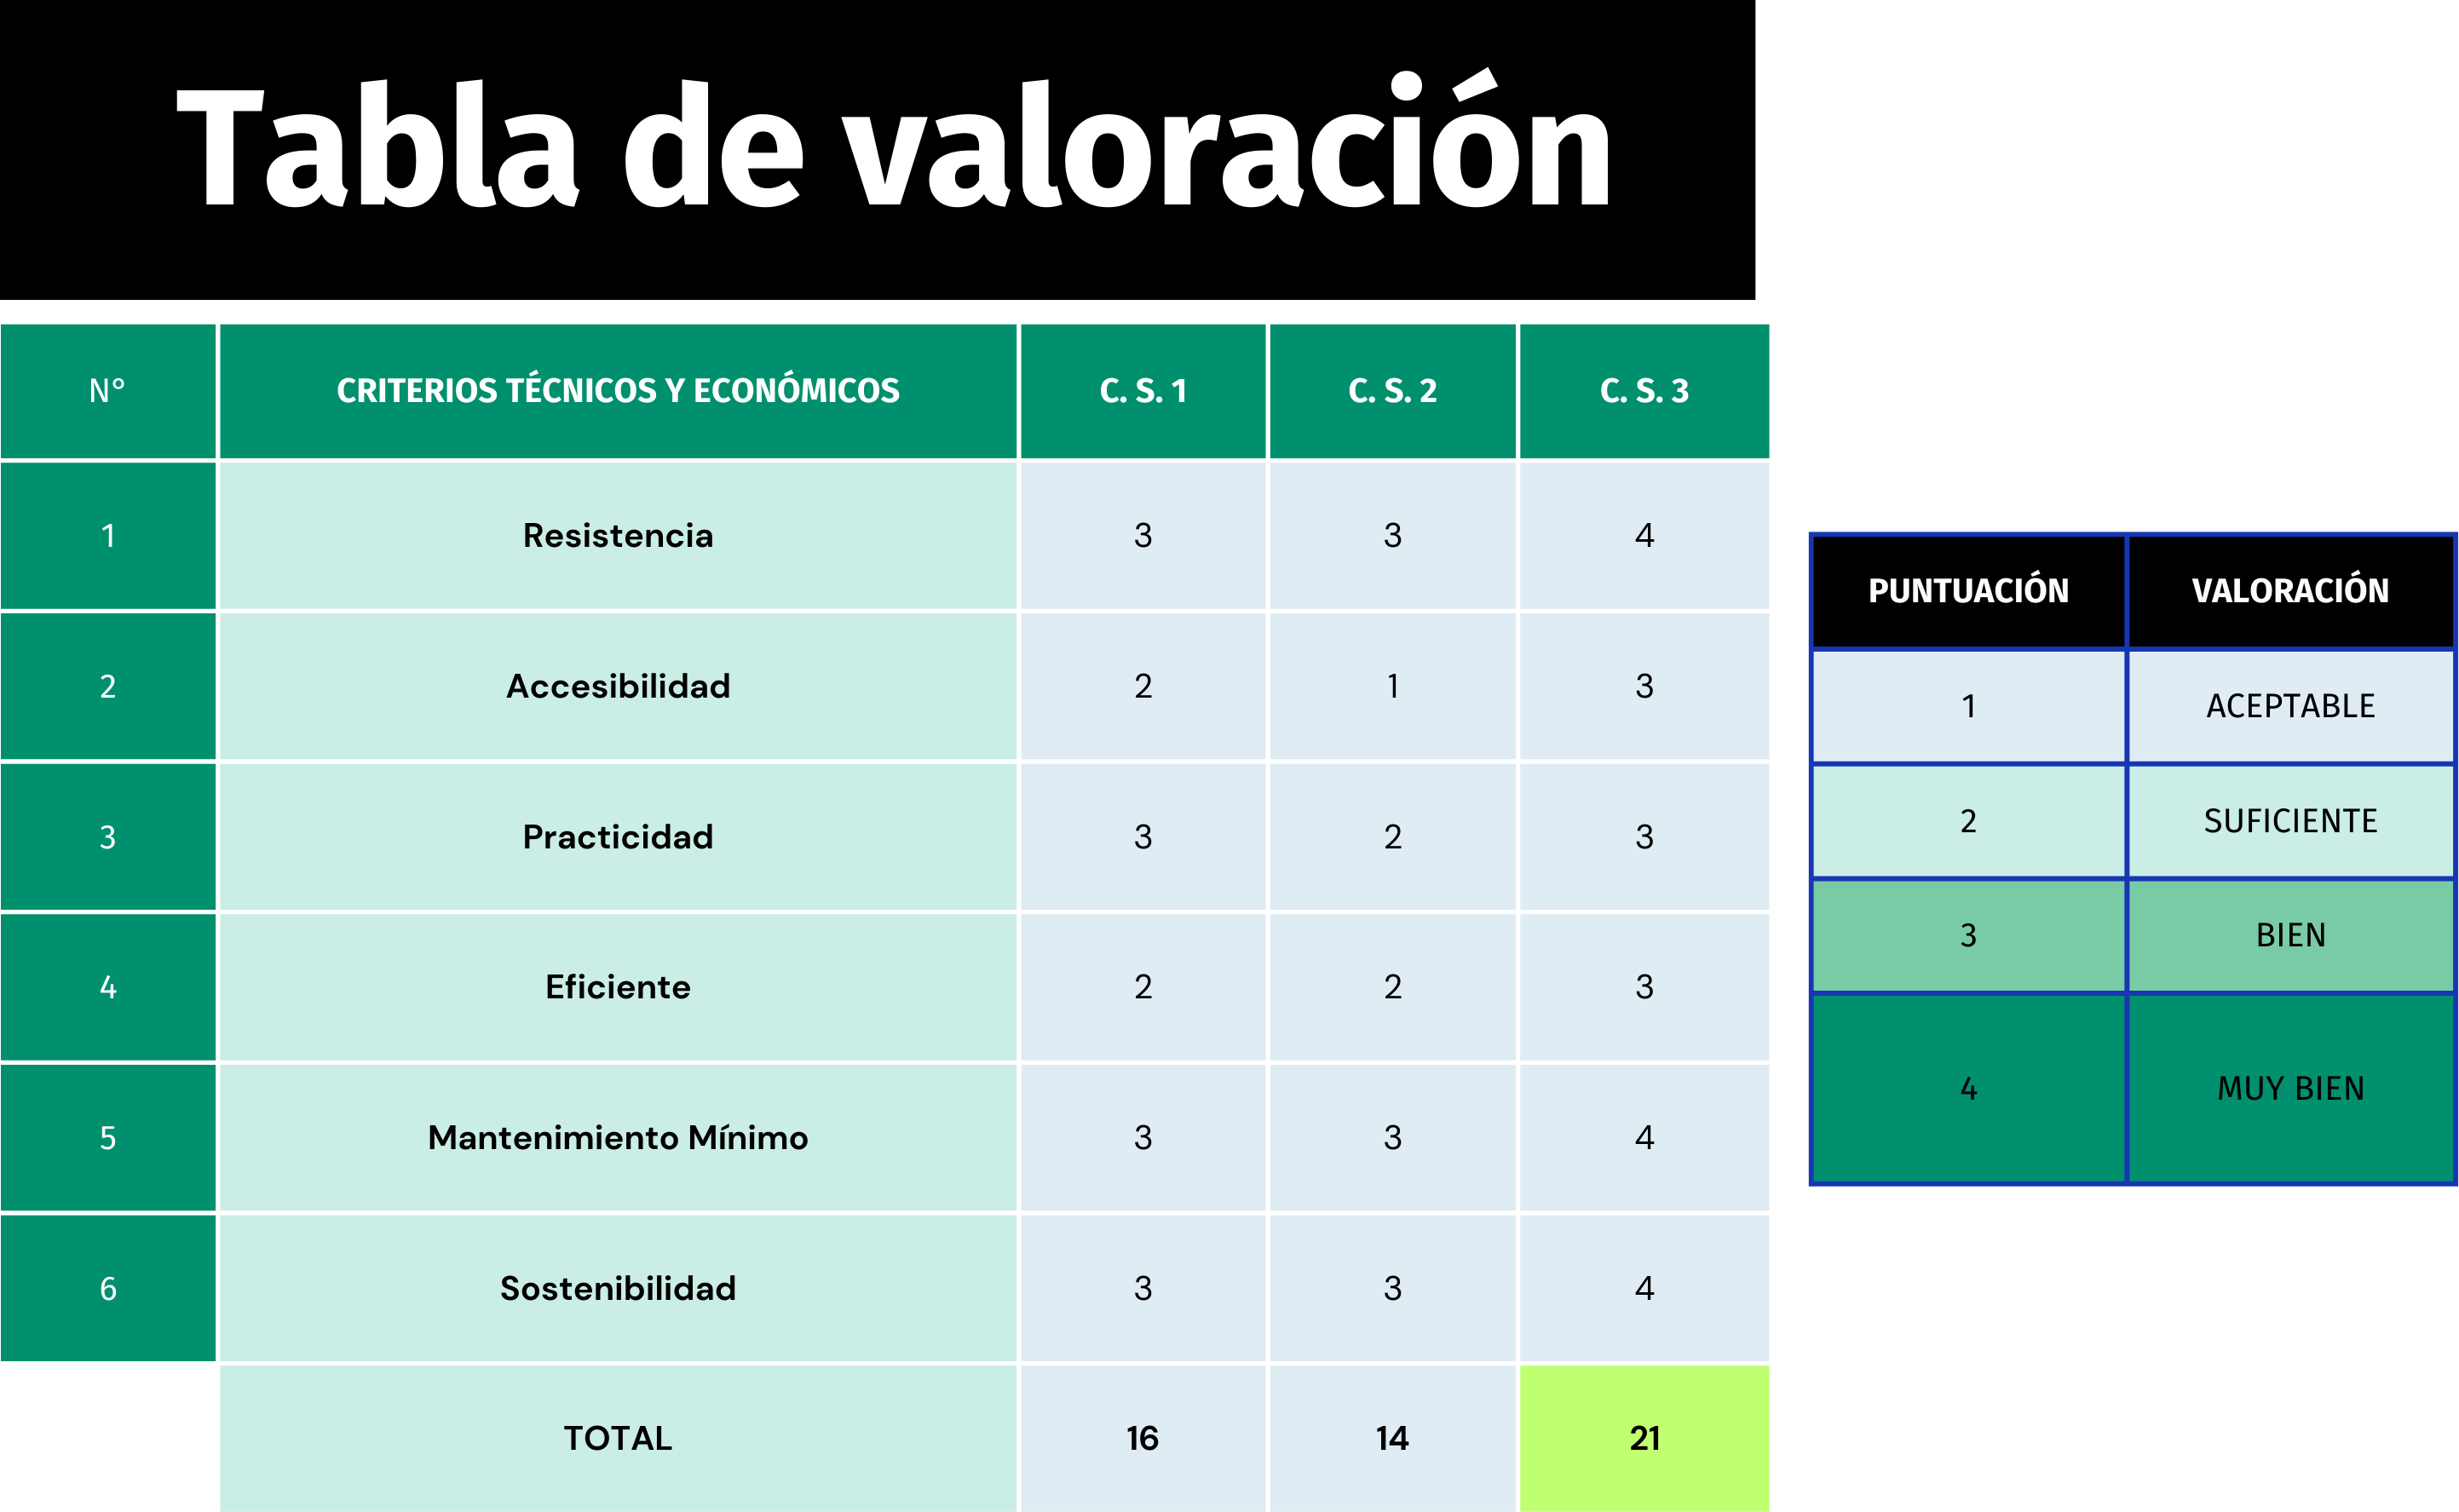 Tabla de valoración
N° CRITERIOS TÉCNICOS Y ECONÓMICOS C. S. 1 C. S. 2 C. S. 3
1 Resistencia 3 3 4
2 Accesibilidad 2 1 3
3 Practicidad 3 2 3
4 Eficiente 2 2 3
5 Mantenimiento Mínimo 3 3 4
6 Sostenibilidad 3 3 4
TOTAL 16 14 21
PUNTUACIÓN VALORACIÓN
1 ACEPTABLE
2 SUFICIENTE
3 BIEN
4 MUY BIEN